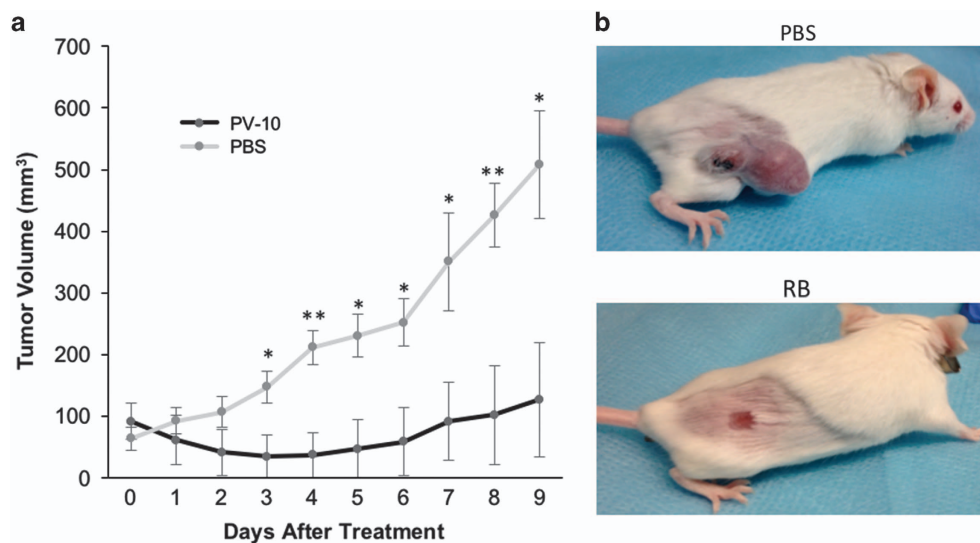 a
700
600
500
400
300
200
100
0
Tumor Volume (mm³)
PV-10
PBS
*
**
*
*
*
**
*
0 1 2 3 4 5 6 7 8 9
Days After Treatment
b
PBS
RB